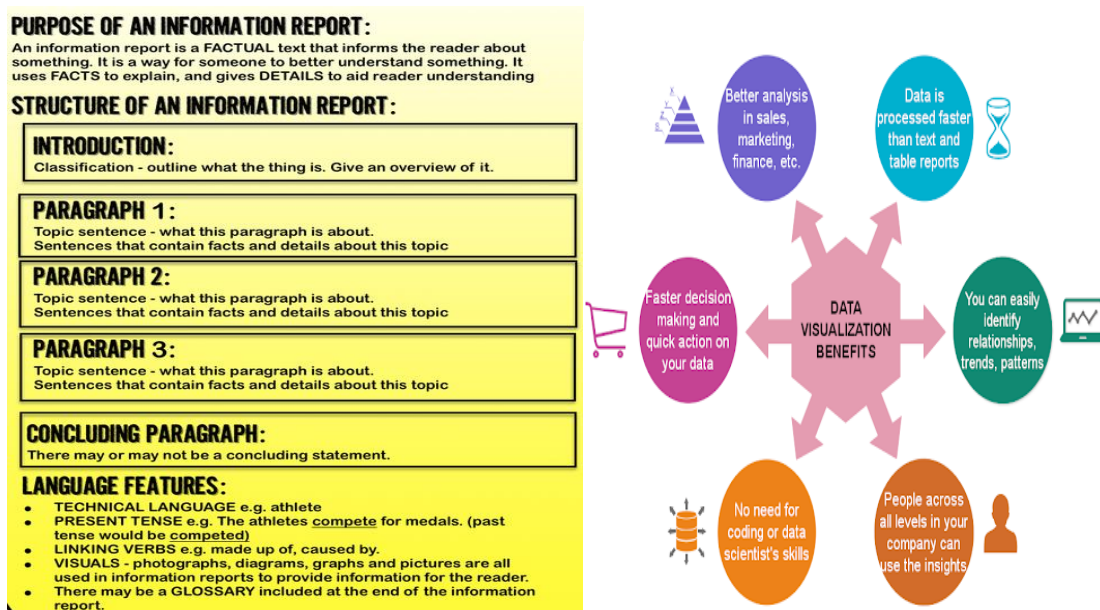 PURPOSE OF AN INFORMATION REPORT:
An information report is a FACTUAL text that informs the reader about
something. It is a way for someone to better understand something. It
uses FACTS to explain, and gives DETAILS to aid reader understanding
STRUCTURE OF AN INFORMATION REPORT:
INTRODUCTION:
Classification - outline what the thing is. Give an overview of it.
PARAGRAPH 1:
Topic sentence - what this paragraph is about.
Sentences that contain facts and details about this topic
PARAGRAPH 2:
Topic sentence - what this paragraph is about.
Sentences that contain facts and details about this topic
PARAGRAPH 3:
Topic sentence - what this paragraph is about.
Sentences that contain facts and details about this topic
CONCLUDING PARAGRAPH:
There may or may not be a concluding statement.
LANGUAGE FEATURES:
• TECHNICAL LANGUAGE e.g. athlete
• PRESENT TENSE e.g. The athletes compete for medals. (past
tense would be competed)
• LINKING VERBS e.g. made up of, caused by.
• VISUALS - photographs, diagrams, graphs and pictures are all
used in information reports to provide information for the reader.
• There may be a GLOSSARY included at the end of the information
report.
Better analysis
in sales,
marketing,
finance, etc.
Data is
processed faster
than text and
table reports
Faster decision
making and
quick action on
your data
DATA
VISUALIZATION
BENEFITS
You can easily
identify
relationships,
trends, patterns
No need for
coding or data
scientist's skills
People across
all levels in your
company can
use the insights